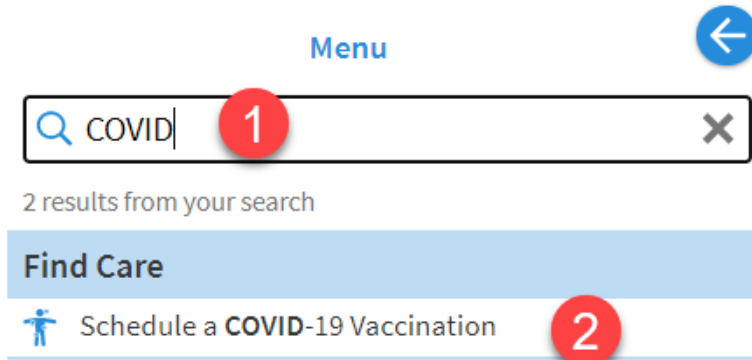 Menu
COVID 1
2 results from your search
Find Care
Schedule a COVID-19 Vaccination 2